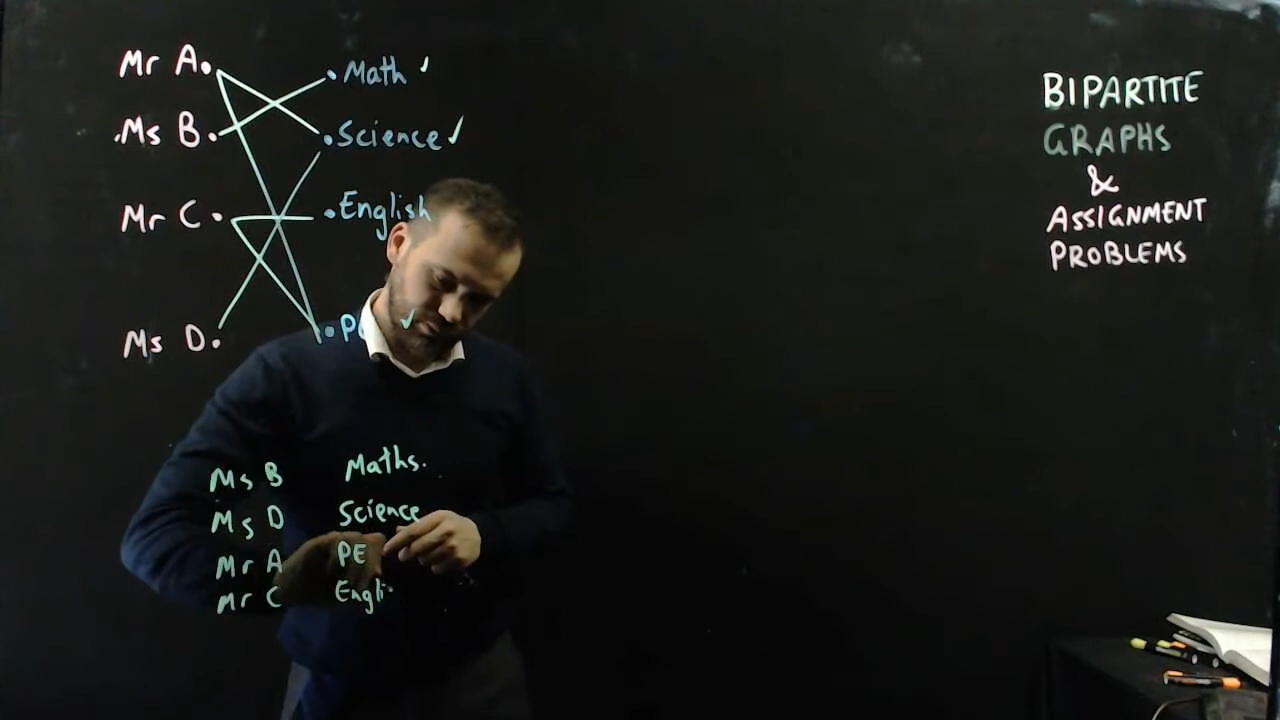 Mr A
Math
Ms B
Science
Mr C
English
Ms D
Ms B Maths.
Ms D Science
Mr A PE
Mr C Engli
BIPARTITE
GRAPHS
&
ASSIGNMENT
PROBLEMS